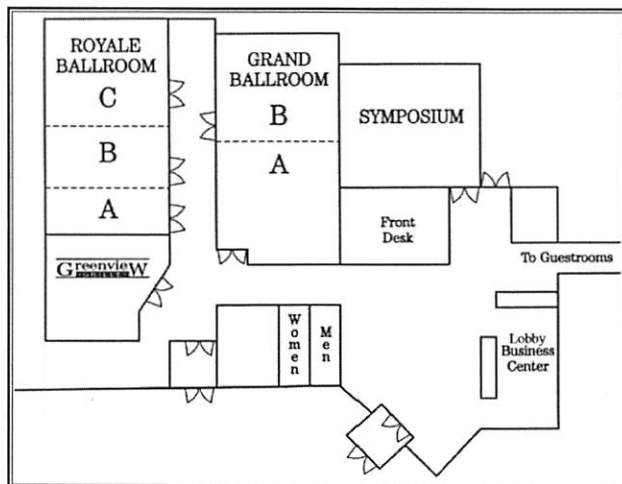 ROYALE
BALLROOM
C
B
A
GRAND
BALLROOM
B
A
SYMPOSIUM
Front
Desk
GreenvieW
GRILLE
To Guestrooms
Women
Men
Lobby
Business
Center